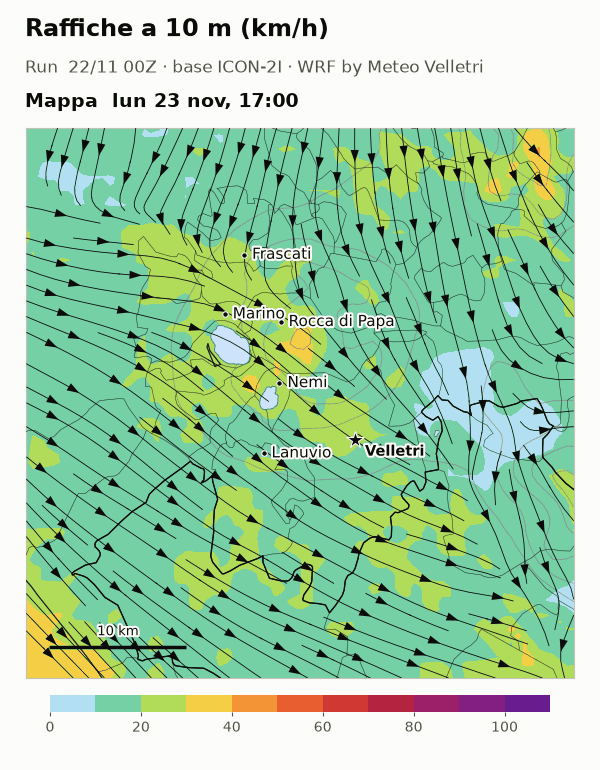 Raffiche a 10 m (km/h)
Run  22/11 00Z · base ICON-2I · WRF by Meteo Velletri
Mappa  lun 23 nov, 17:00
Frascati
Marino
Rocca di Papa
Nemi
Velletri
Lanuvio
10 km
0 20 40 60 80 100